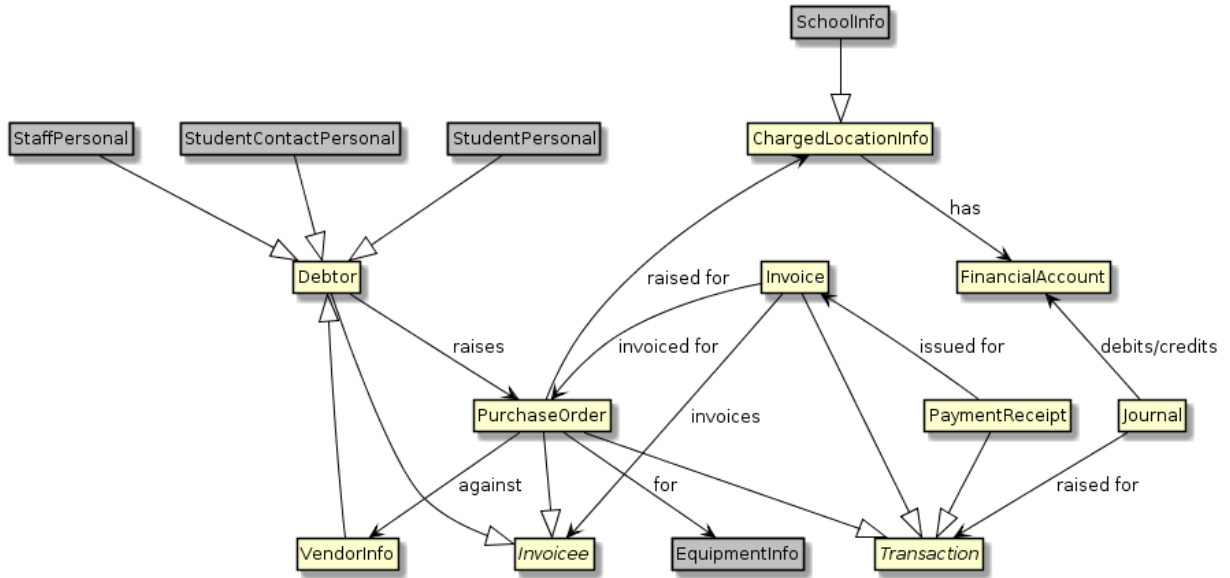 SchoolInfo
StaffPersonal
StudentContactPersonal
StudentPersonal
ChargedLocationInfo
has
Debtor
raised for
Invoice
FinancialAccount
raises
invoiced for
issued for
debits/credits
PurchaseOrder
invoices
PaymentReceipt
Journal
against
for
raised for
VendorInfo
Invoicee
EquipmentInfo
Transaction